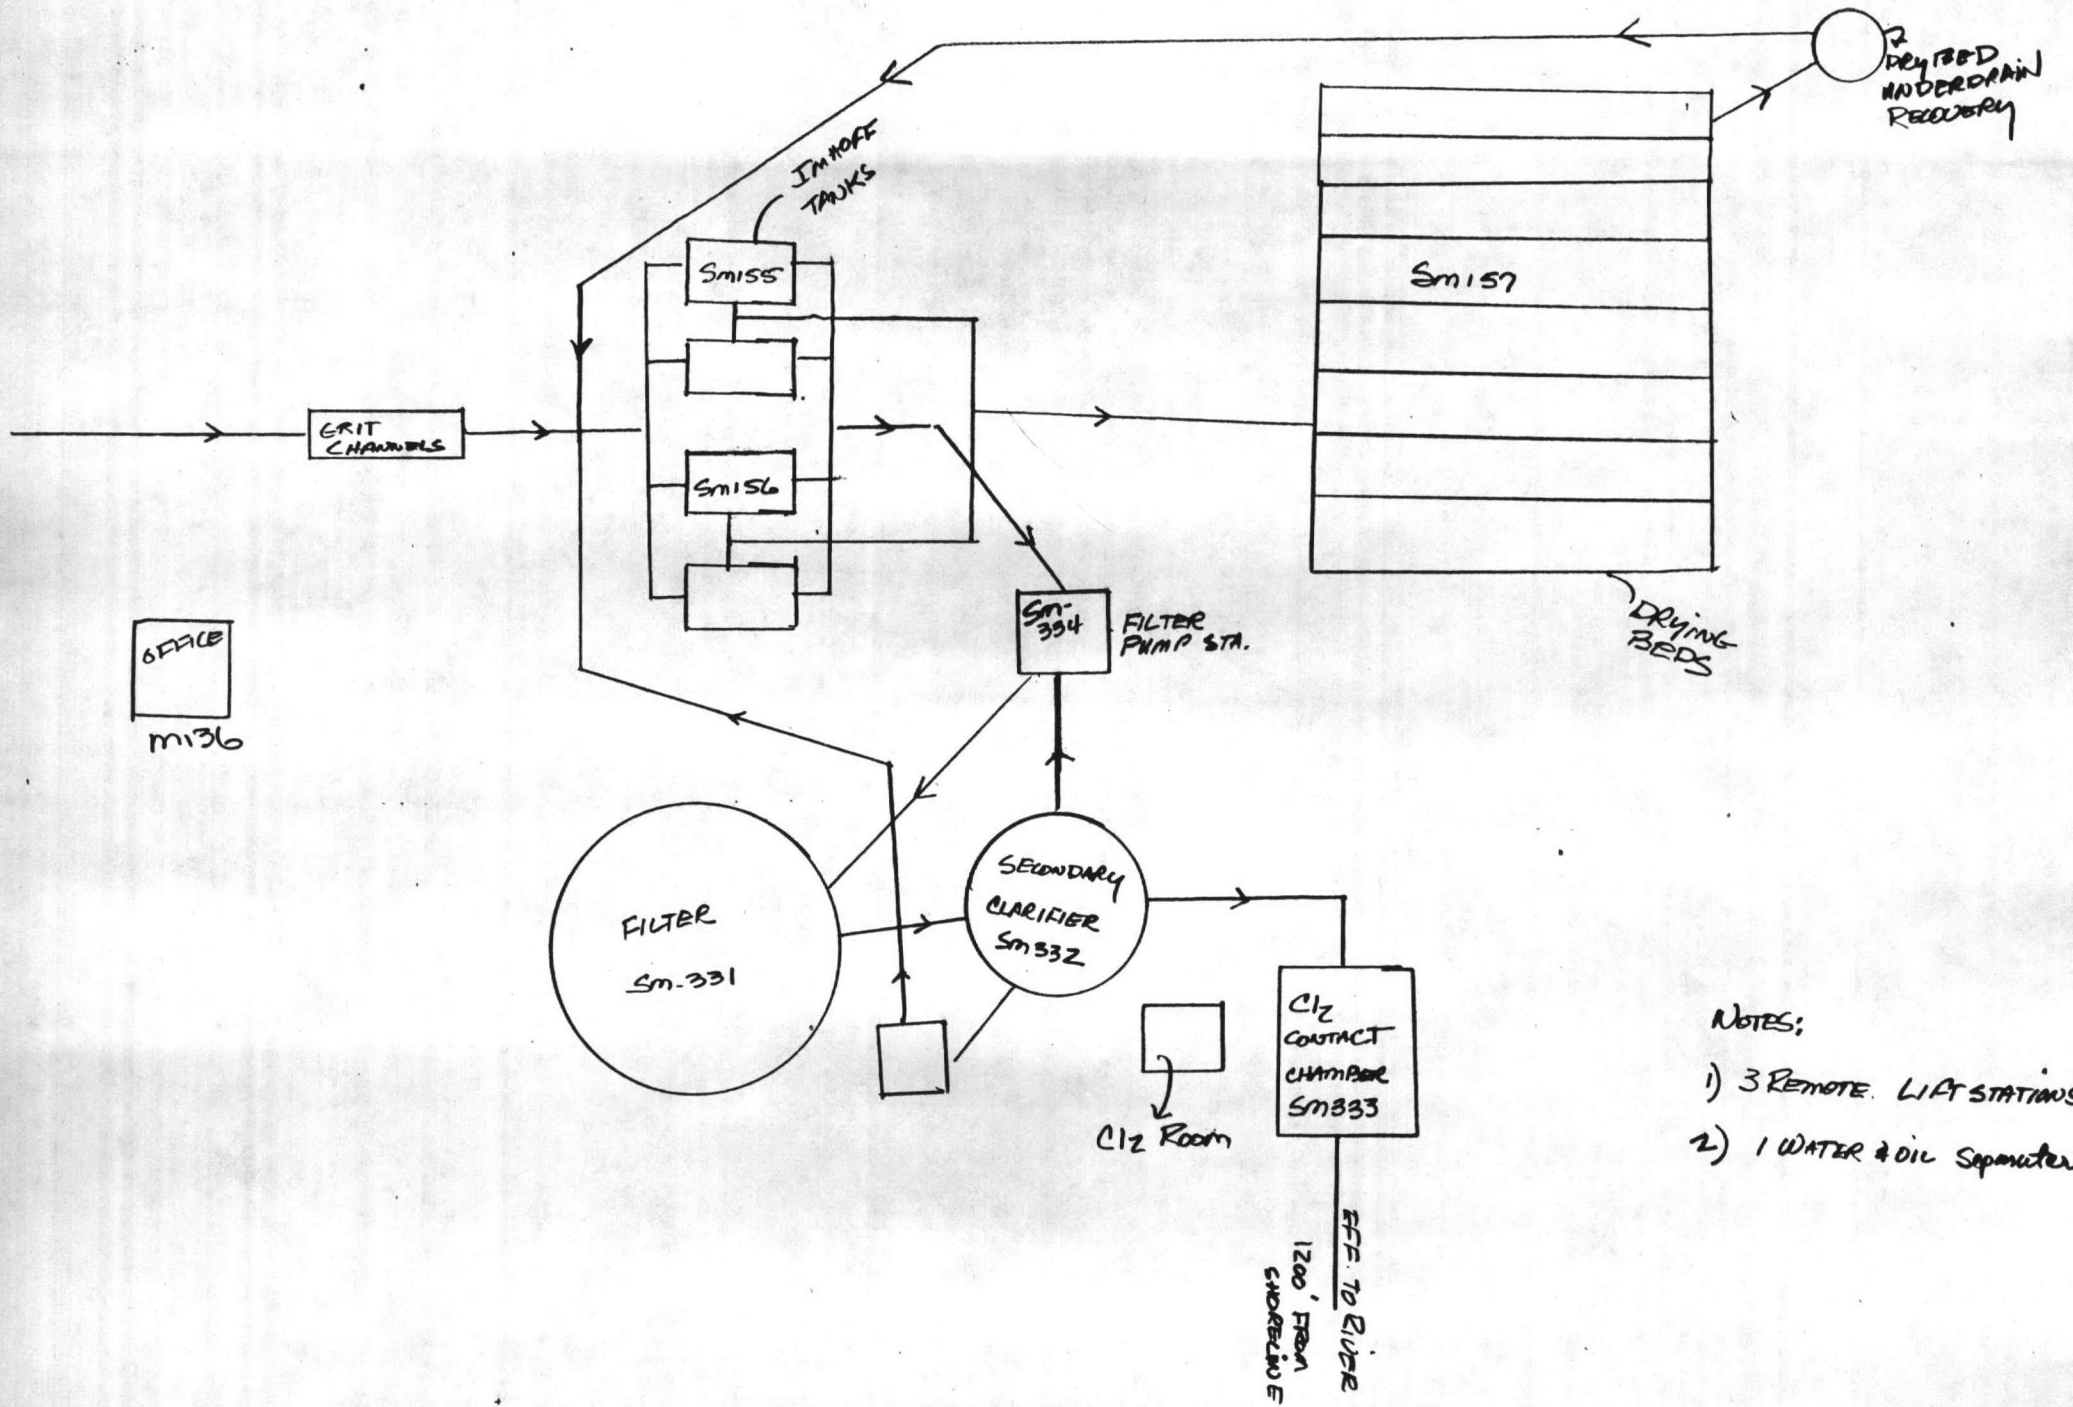 DRYBED
UNDERDRAIN
RECOVERY
IMHOFF
TANKS
Sm155
Sm157
GRIT
CHANNELS
Sm156
Sm-
334
FILTER
PUMP STA.
DRYING
BEDS
OFFICE
m136
SECONDARY
CLARIFIER
Sm332
FILTER
Sm-331
Cl2
CONTACT
CHAMBER
Sm333
Cl2 Room
NOTES:
1) 3 REMOTE. LIFT STATIONS
2) 1 WATER & OIL Separater
EFF. TO RIVER
1200' FROM
SHORELINE